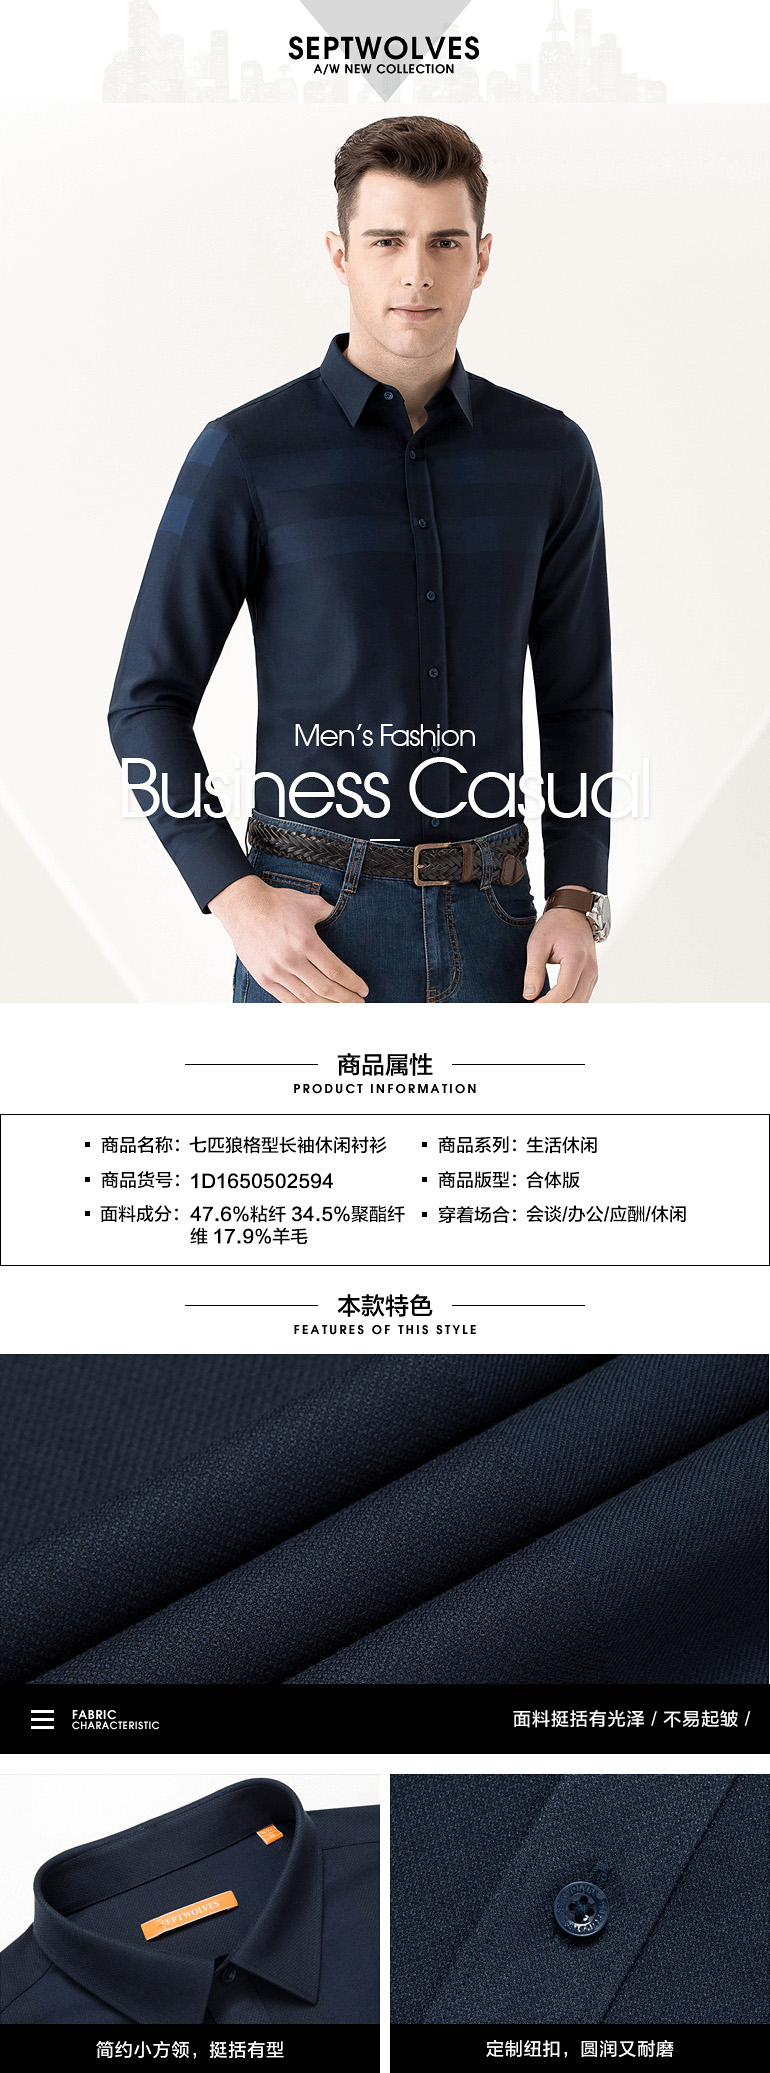 SEPTWOLVES
A/W NEW COLLECTION
Men's Fashion
Business Casual
商品属性
PRODUCT INFORMATION
▪ 商品名称：七匹狼格型长袖休闲衬衫
▪ 商品系列：生活休闲
▪ 商品货号：1D1650502594
▪ 商品版型：合体版
▪ 面料成分：47.6%粘纤 34.5%聚酯纤
维 17.9%羊毛
▪ 穿着场合：会谈/办公/应酬/休闲
本款特色
FEATURES OF THIS STYLE
FABRIC
CHARACTERISTIC
面料挺括有光泽 / 不易起皱 /
SEPTWOLVES
简约小方领，挺括有型
定制纽扣，圆润又耐磨